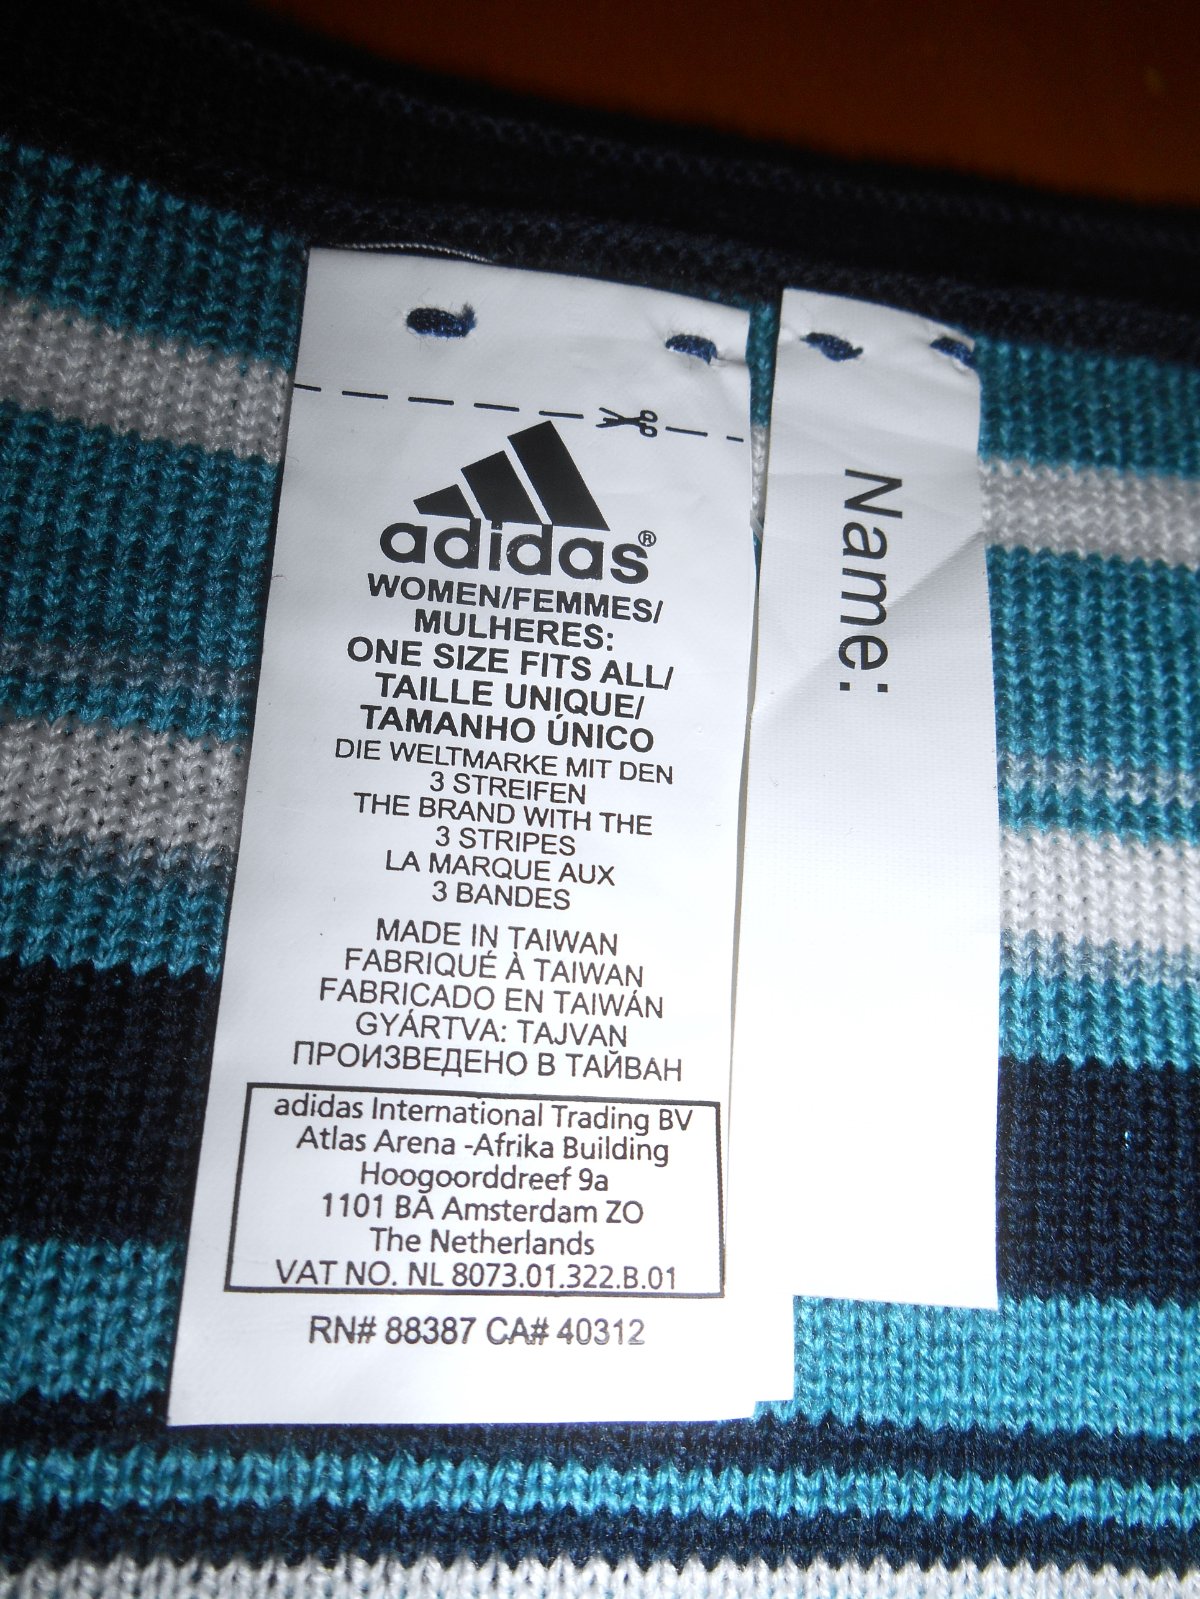 adidas®
WOMEN/FEMMES/
MULHERES:
ONE SIZE FITS ALL/
TAILLE UNIQUE/
TAMANHO ÚNICO
DIE WELTMARKE MIT DEN
3 STREIFEN
THE BRAND WITH THE
3 STRIPES
LA MARQUE AUX
3 BANDES
MADE IN TAIWAN
FABRIQUÉ À TAIWAN
FABRICADO EN TAIWÁN
GYÁRTVA: TAJVAN
ПРОИЗВЕДЕНО В ТАЙВАН
adidas International Trading BV
Atlas Arena -Afrika Building
Hoogoorddreef 9a
1101 BA Amsterdam ZO
The Netherlands
VAT NO. NL 8073.01.322.B.01
RN# 88387 CA# 40312
Name: